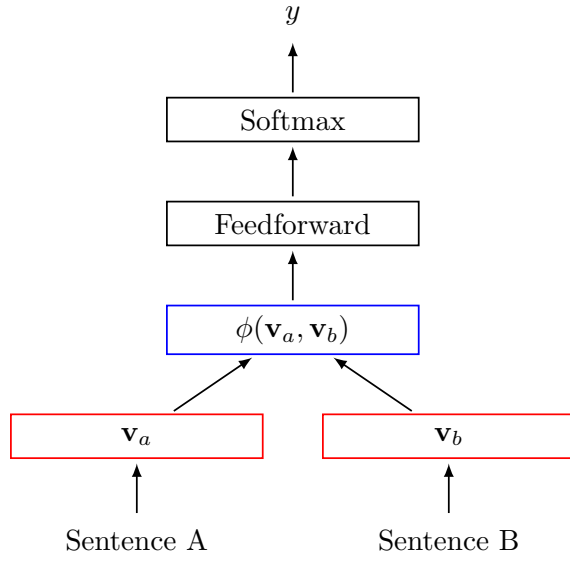 y
Softmax
Feedforward
ϕ(v_a, v_b)
v_a
v_b
Sentence A
Sentence B